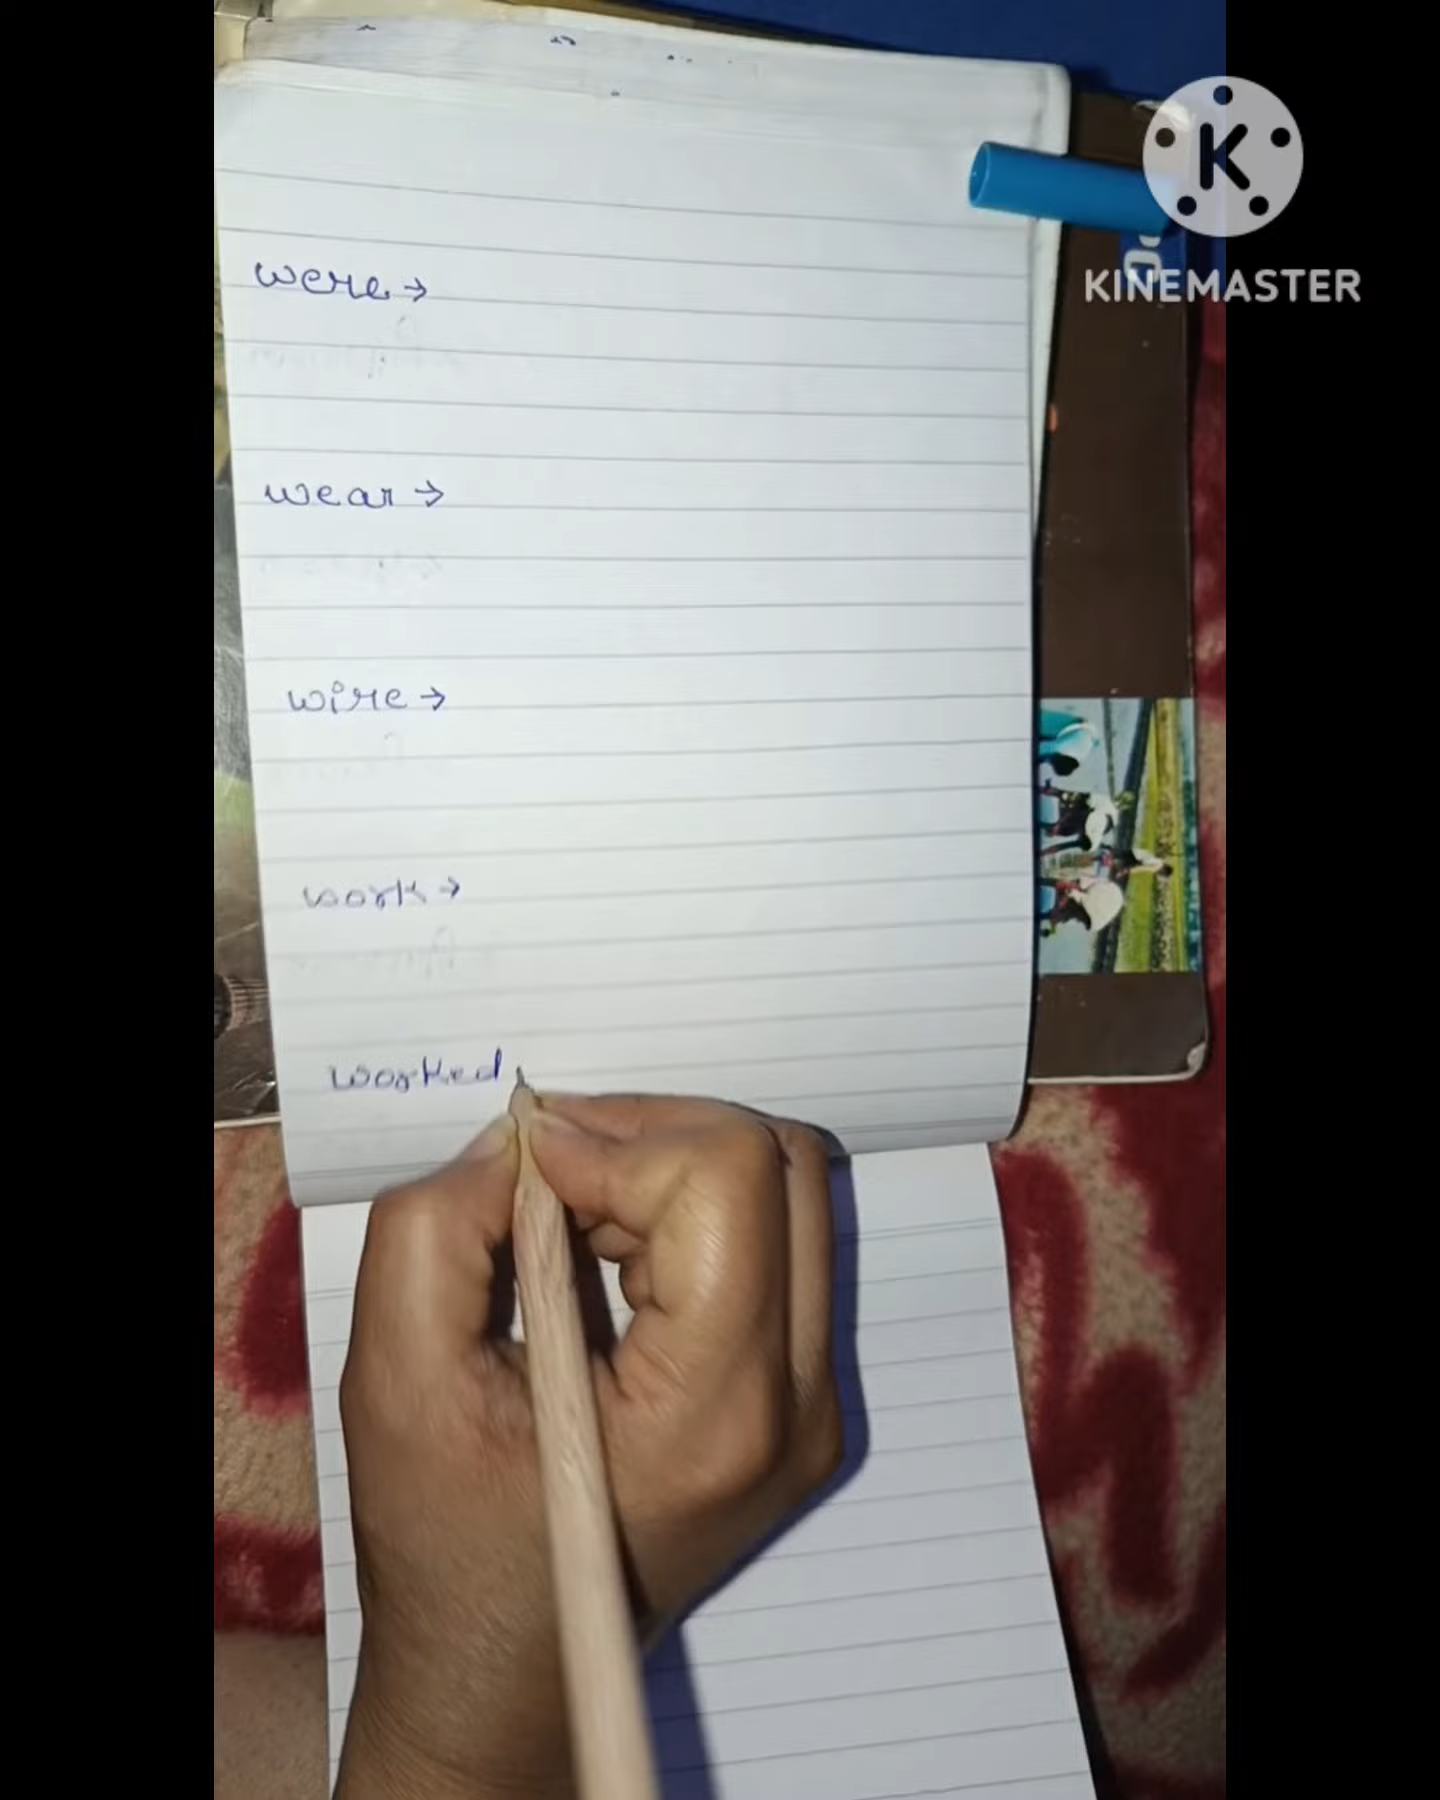 KINEMASTER
were →
wear →
wire →
work →
worked